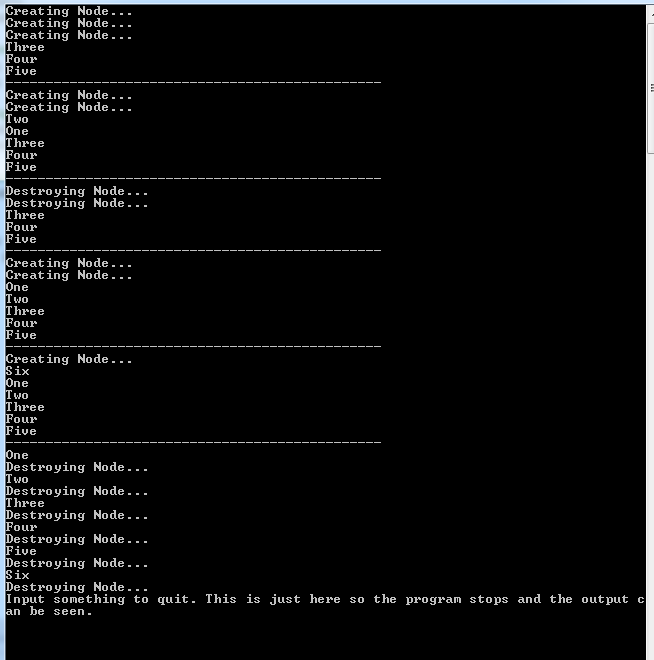 Creating Node...
Creating Node...
Creating Node...
Three
Four
Five
-----------------------------------------------
Creating Node...
Creating Node...
Two
One
Three
Four
Five
-----------------------------------------------
Destroying Node...
Destroying Node...
Three
Four
Five
-----------------------------------------------
Creating Node...
Creating Node...
One
Two
Three
Four
Five
-----------------------------------------------
Creating Node...
Six
One
Two
Three
Four
Five
-----------------------------------------------
One
Destroying Node...
Two
Destroying Node...
Three
Destroying Node...
Four
Destroying Node...
Five
Destroying Node...
Six
Destroying Node...
Input something to quit. This is just here so the program stops and the output c
an be seen.